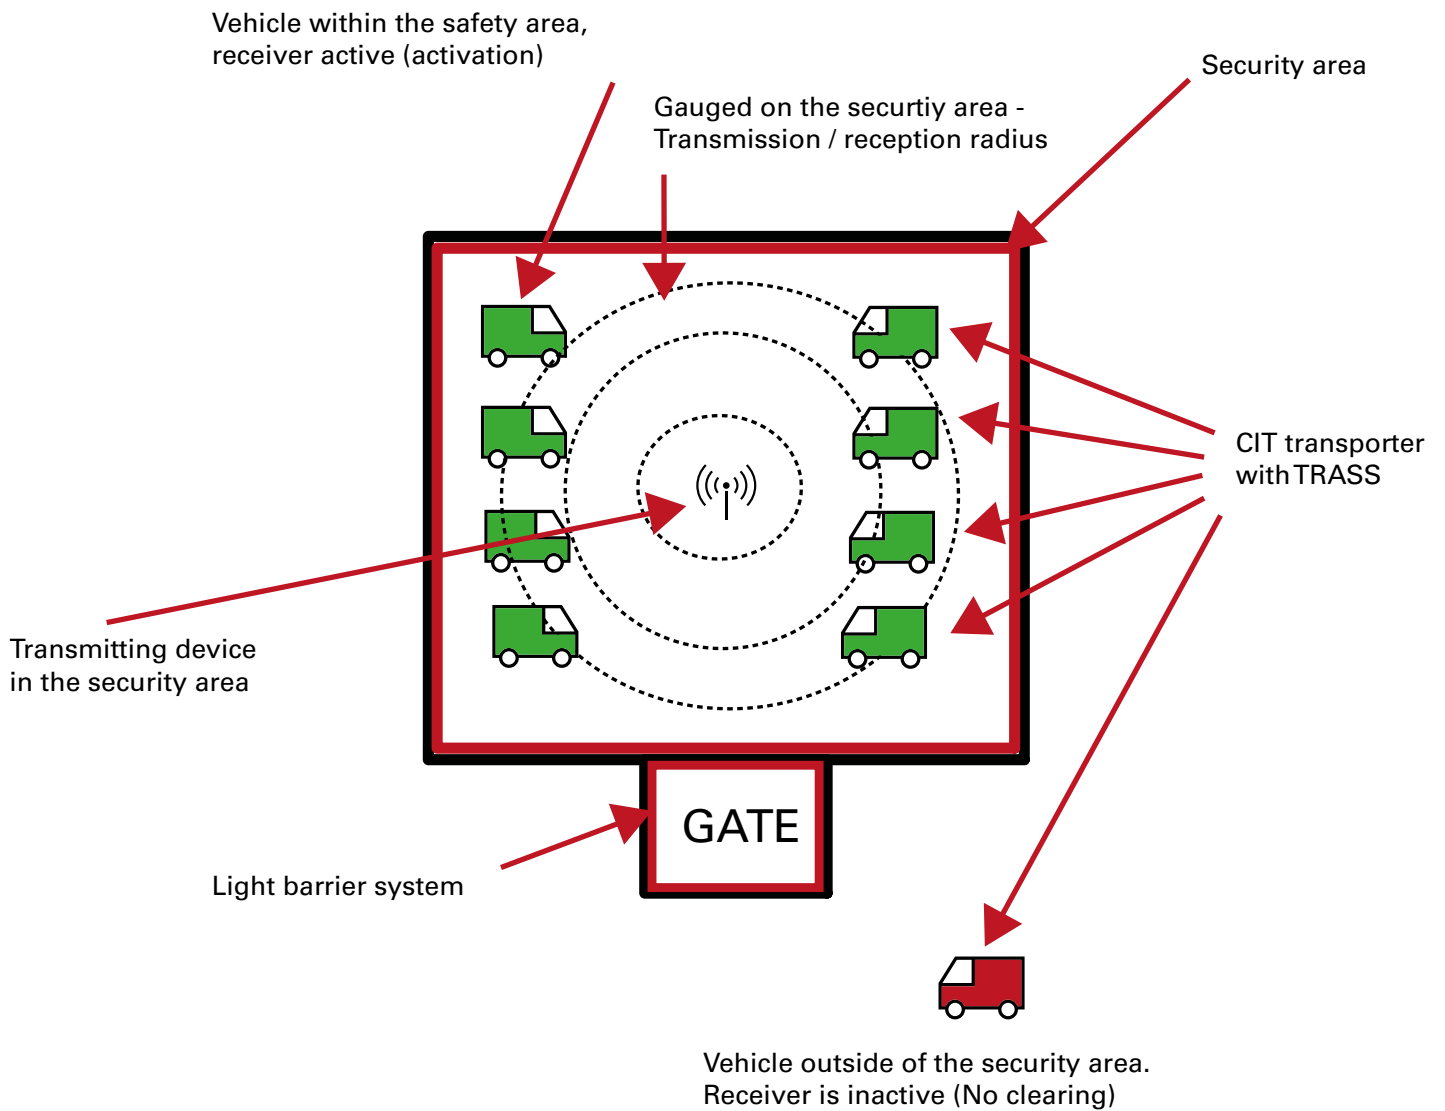 Vehicle within the safety area,
receiver active (activation)
Security area
Gauged on the securtiy area -
Transmission / reception radius
CIT transporter
with TRASS
Transmitting device
in the security area
GATE
Light barrier system
Vehicle outside of the security area.
Receiver is inactive (No clearing)